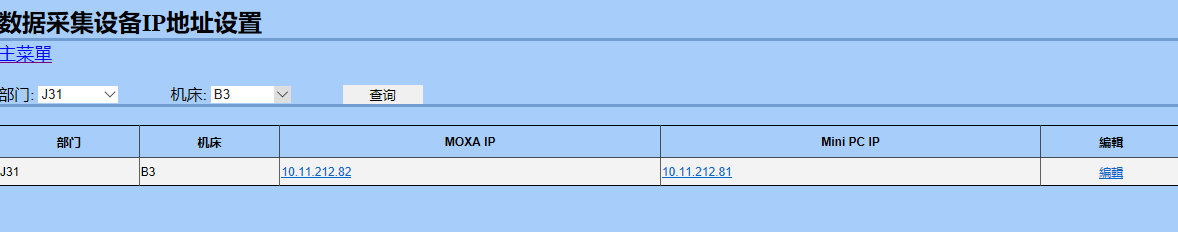 数据采集设备IP地址设置
主菜單
部门: J31 机床: B3 查询
部门 机床 MOXA IP Mini PC IP 编輯
J31 B3 10.11.212.82 10.11.212.81 编輯